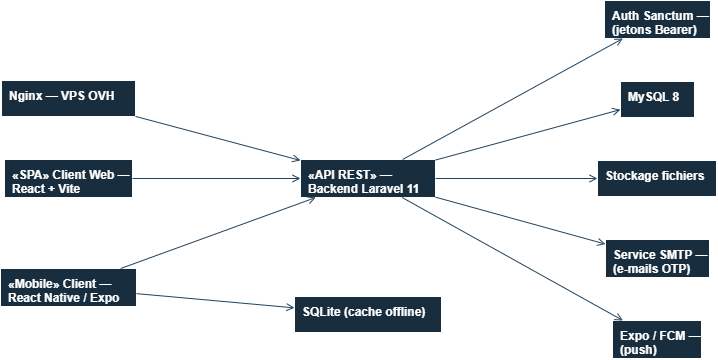 Auth Sanctum —
(jetons Bearer)
Nginx — VPS OVH
MySQL 8
«SPA» Client Web —
React + Vite
«API REST» —
Backend Laravel 11
Stockage fichiers
Service SMTP —
(e-mails OTP)
«Mobile» Client —
React Native / Expo
SQLite (cache offline)
Expo / FCM —
(push)